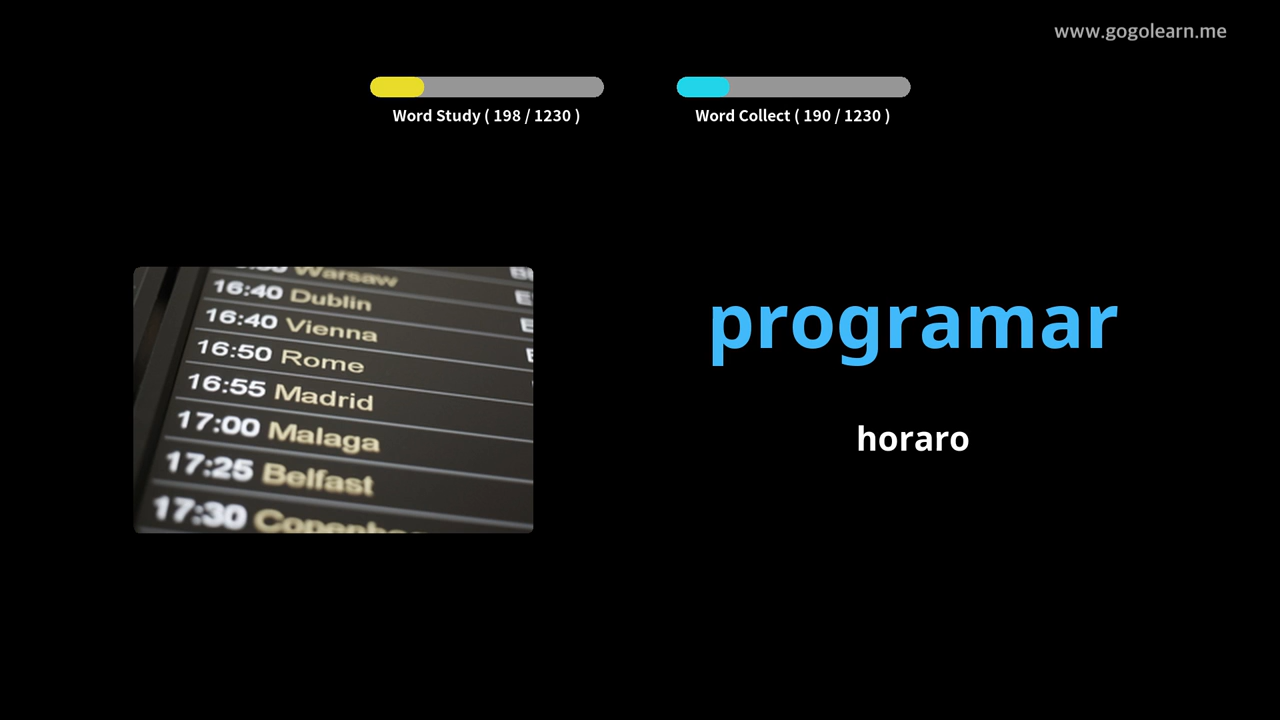 www.gogolearn.me
Word Study ( 198 / 1230 )
Word Collect ( 190 / 1230 )
Warsaw
16:40 Dublin
16:40 Vienna
16:50 Rome
16:55 Madrid
17:00 Malaga
17:25 Belfast
17:30
programar
horaro